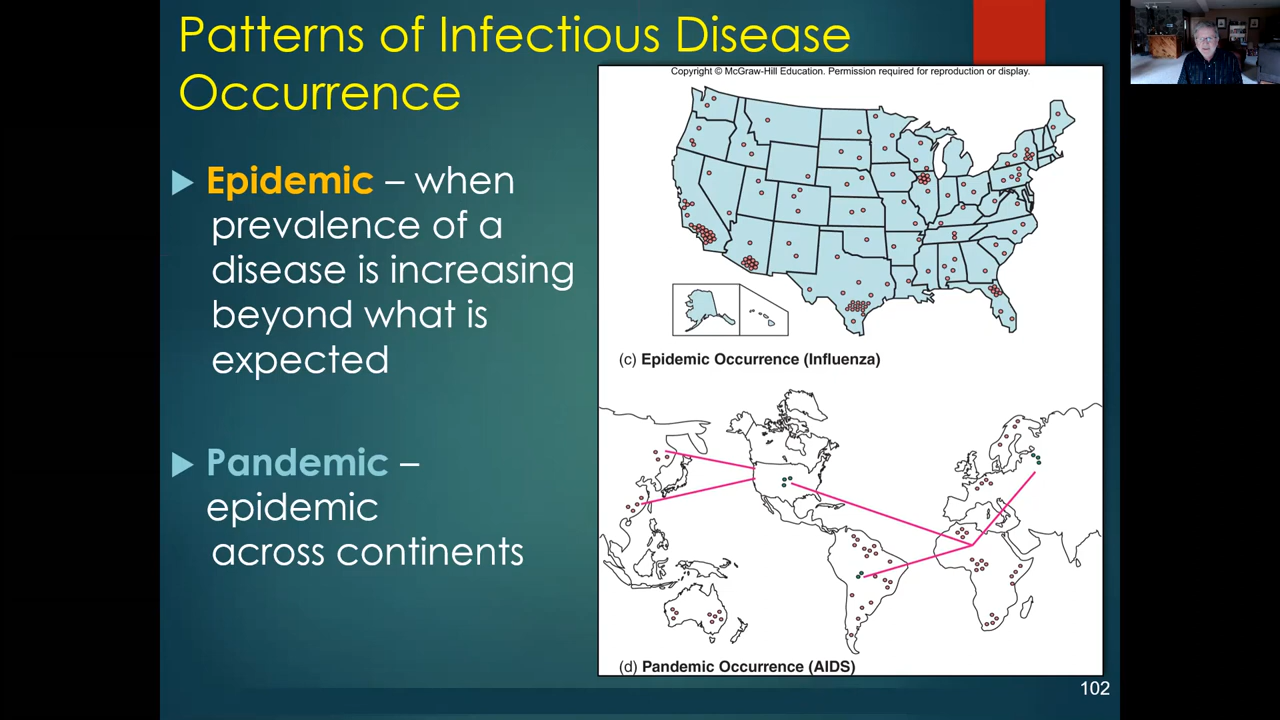 Patterns of Infectious Disease
Occurrence
Epidemic – when
prevalence of a
disease is increasing
beyond what is
expected
Pandemic –
epidemic
across continents
Copyright © McGraw-Hill Education. Permission required for reproduction or display.
(c) Epidemic Occurrence (Influenza)
(d) Pandemic Occurrence (AIDS)
102